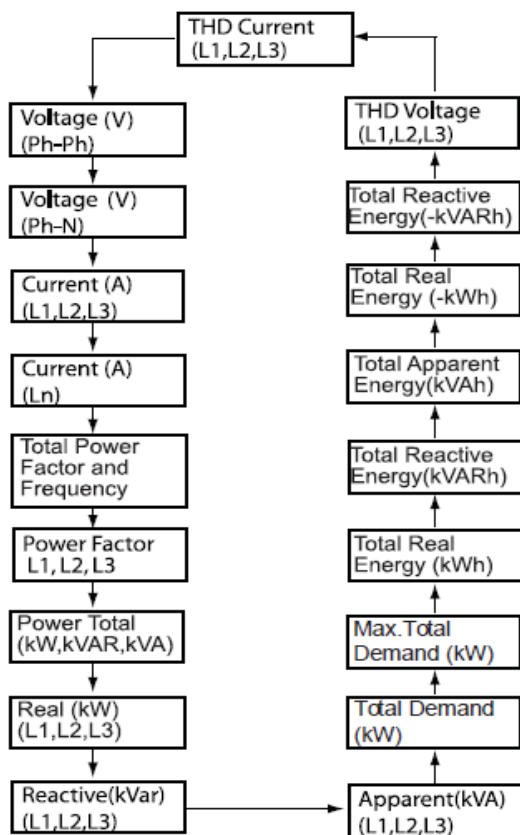 THD Current
(L1,L2,L3)
Voltage (V)
(Ph-Ph)
Voltage (V)
(Ph-N)
Current (A)
(L1,L2,L3)
Current (A)
(Ln)
Total Power
Factor and
Frequency
Power Factor
L1, L2, L3
Power Total
(kW,kVAR,kVA)
Real (kW)
(L1,L2,L3)
Reactive(kVar)
(L1,L2,L3)
Apparent(kVA)
(L1,L2,L3)
Total Demand
(kW)
Max.Total
Demand (kW)
Total Real
Energy (kWh)
Total Reactive
Energy(kVARh)
Total Apparent
Energy(kVAh)
Total Real
Energy (-kWh)
Total Reactive
Energy(-kVARh)
THD Voltage
(L1,L2,L3)